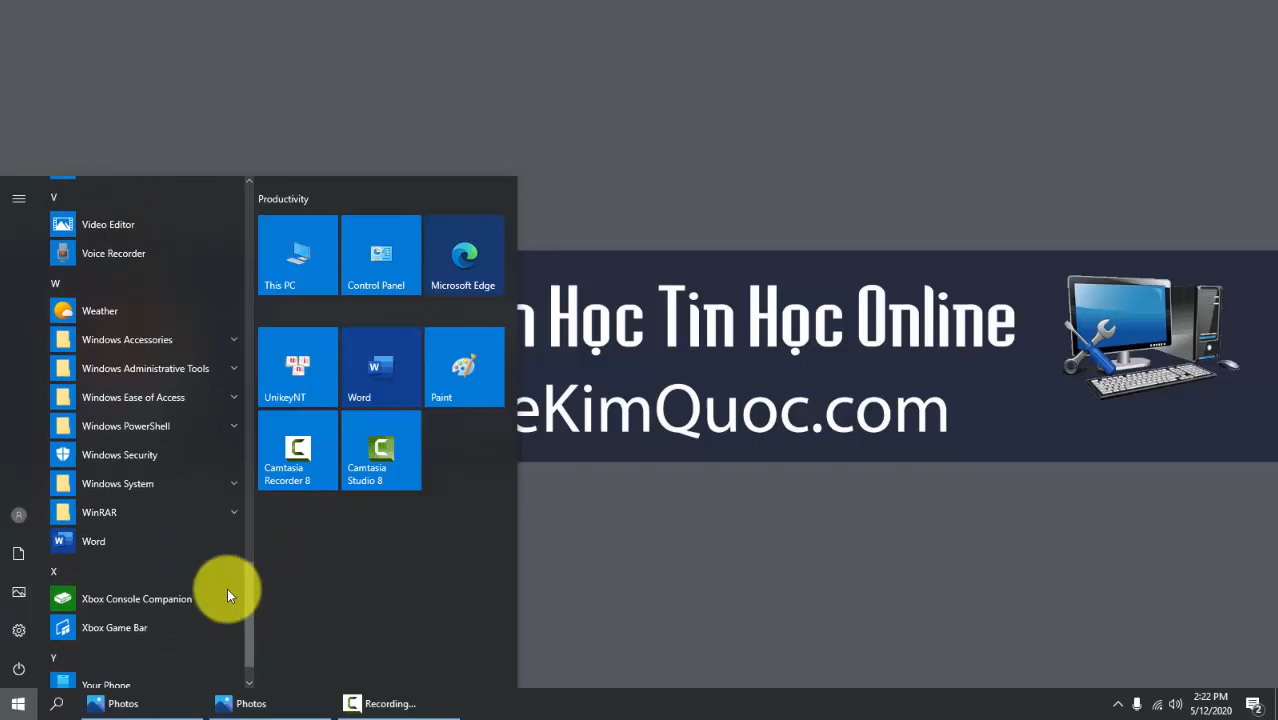 V
Video Editor
Voice Recorder
W
Weather
Windows Accessories
Windows Administrative Tools
Windows Ease of Access
Windows PowerShell
Windows Security
Windows System
WinRAR
Word
X
Xbox Console Companion
Xbox Game Bar
Y
Your Phone
Productivity
This PC
Control Panel
Microsoft Edge
UnikeyNT
Word
Paint
Camtasia
Recorder 8
Camtasia
Studio 8
Học Tin Học Online
eKimQuoc.com
Photos
Photos
Recording...
2:22 PM
5/12/2020
2